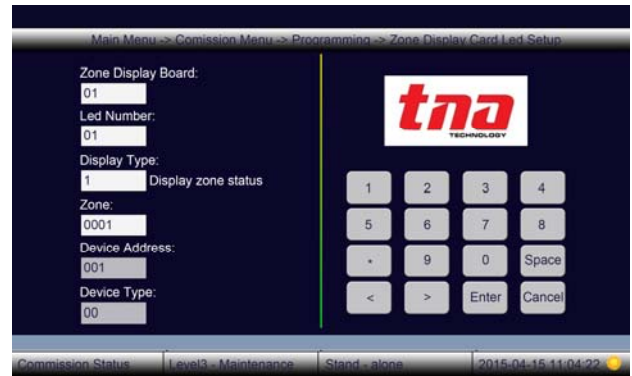 Main Menu -> Comission Menu -> Programming -> Zone Display Card Led Setup
Zone Display Board:
01
Led Number:
01
Display Type:
1 Display zone status
Zone:
0001
Device Address:
001
Device Type:
00
tna
TECHNOLOGY
1 2 3 4
5 6 7 8
* 9 0 Space
< > Enter Cancel
Commission Status Level3 - Maintenance Stand - alone 2015-04-15 11:04:22